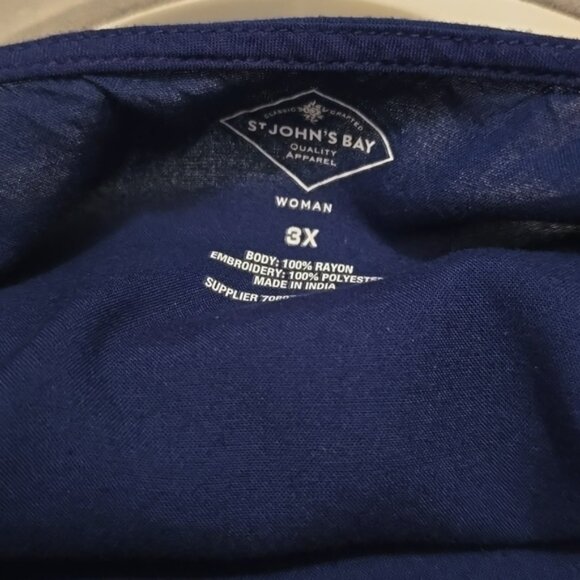 CLASSIC CRAFTED
ST JOHN'S BAY
QUALITY
APPAREL
WOMAN
3X
BODY: 100% RAYON
EMBROIDERY: 100% POLYESTER
MADE IN INDIA
SUPPLIER